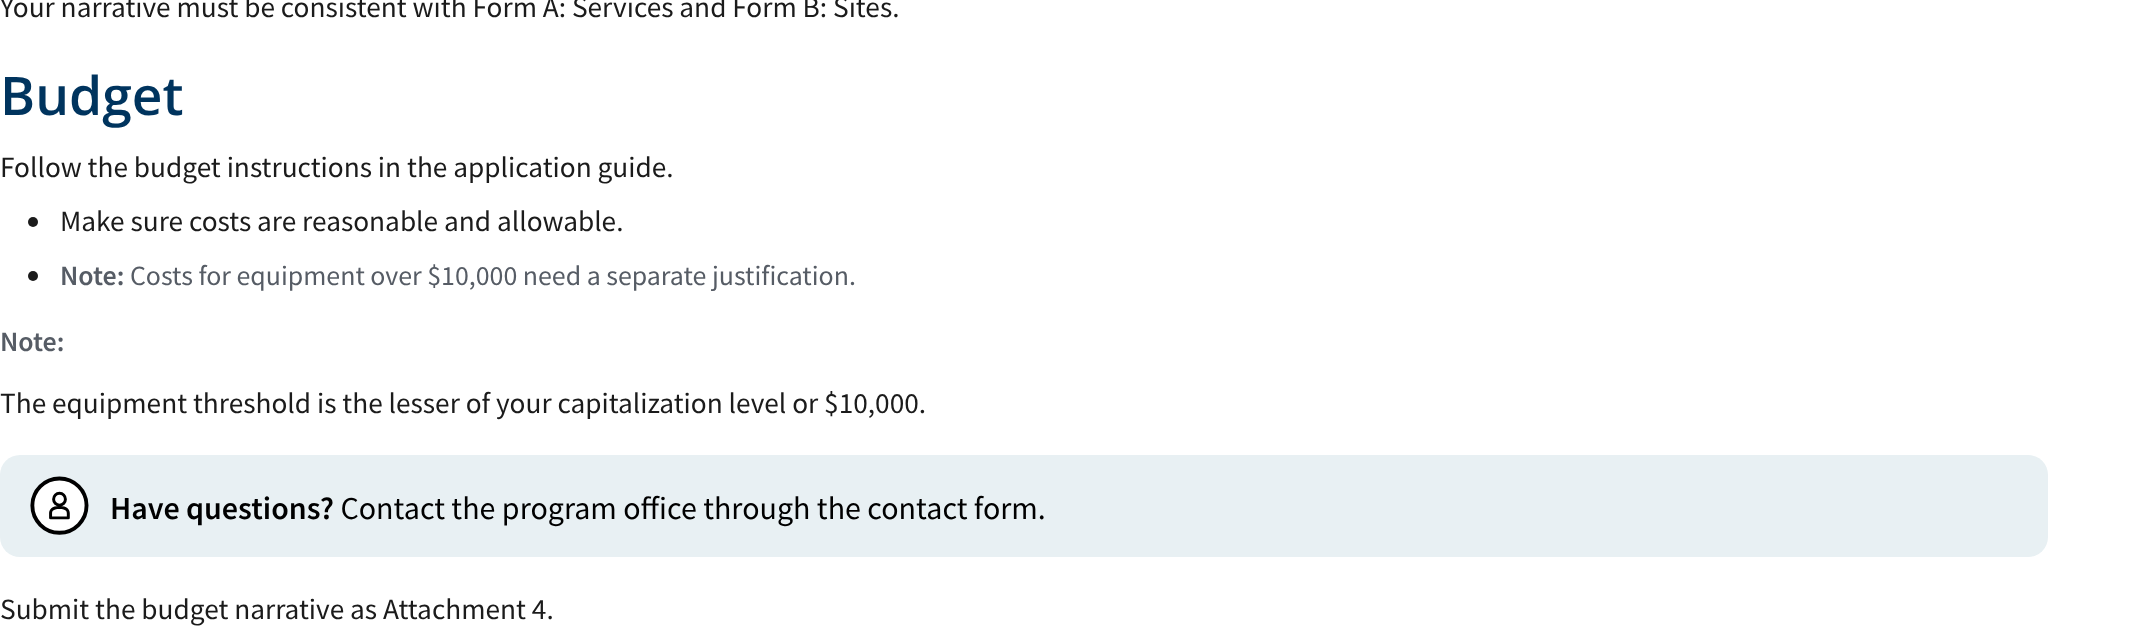 Your narrative must be consistent with Form A: Services and Form B: Sites.
Budget
Follow the budget instructions in the application guide.
Make sure costs are reasonable and allowable.
Note: Costs for equipment over $10,000 need a separate justification.
Note:
The equipment threshold is the lesser of your capitalization level or $10,000.
Have questions? Contact the program office through the contact form.
Submit the budget narrative as Attachment 4.